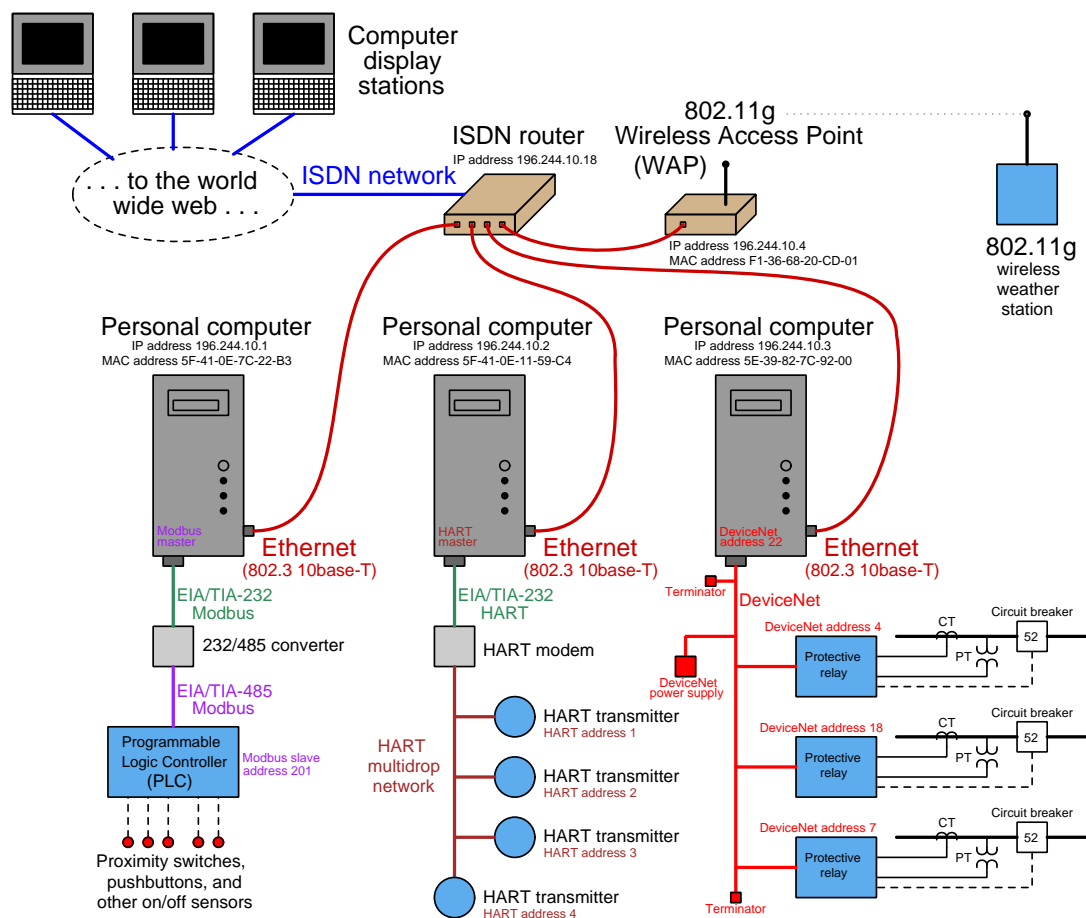 Computer
display
stations
. . . to the world
wide web . . .
ISDN network
ISDN router
IP address 196.244.10.18
802.11g
Wireless Access Point
(WAP)
IP address 196.244.10.4
MAC address F1-36-68-20-CD-01
802.11g
wireless
weather
station
Personal computer
IP address 196.244.10.1
MAC address 5F-41-0E-7C-22-B3
Modbus
master
Ethernet
(802.3 10base-T)
EIA/TIA-232
Modbus
232/485 converter
EIA/TIA-485
Modbus
Programmable
Logic Controller
(PLC)
Modbus slave
address 201
Proximity switches,
pushbuttons, and
other on/off sensors
Personal computer
IP address 196.244.10.2
MAC address 5F-41-0E-11-59-C4
HART
master
Ethernet
(802.3 10base-T)
EIA/TIA-232
HART
HART modem
HART
multidrop
network
HART transmitter
HART address 1
HART transmitter
HART address 2
HART transmitter
HART address 3
HART transmitter
HART address 4
Personal computer
IP address 196.244.10.3
MAC address 5E-39-82-7C-92-00
DeviceNet
address 22
Ethernet
(802.3 10base-T)
Terminator
DeviceNet
DeviceNet
power supply
DeviceNet address 4
Protective
relay
CT
PT
Circuit breaker
52
DeviceNet address 18
Protective
relay
CT
PT
Circuit breaker
52
DeviceNet address 7
Protective
relay
CT
PT
Circuit breaker
52
Terminator